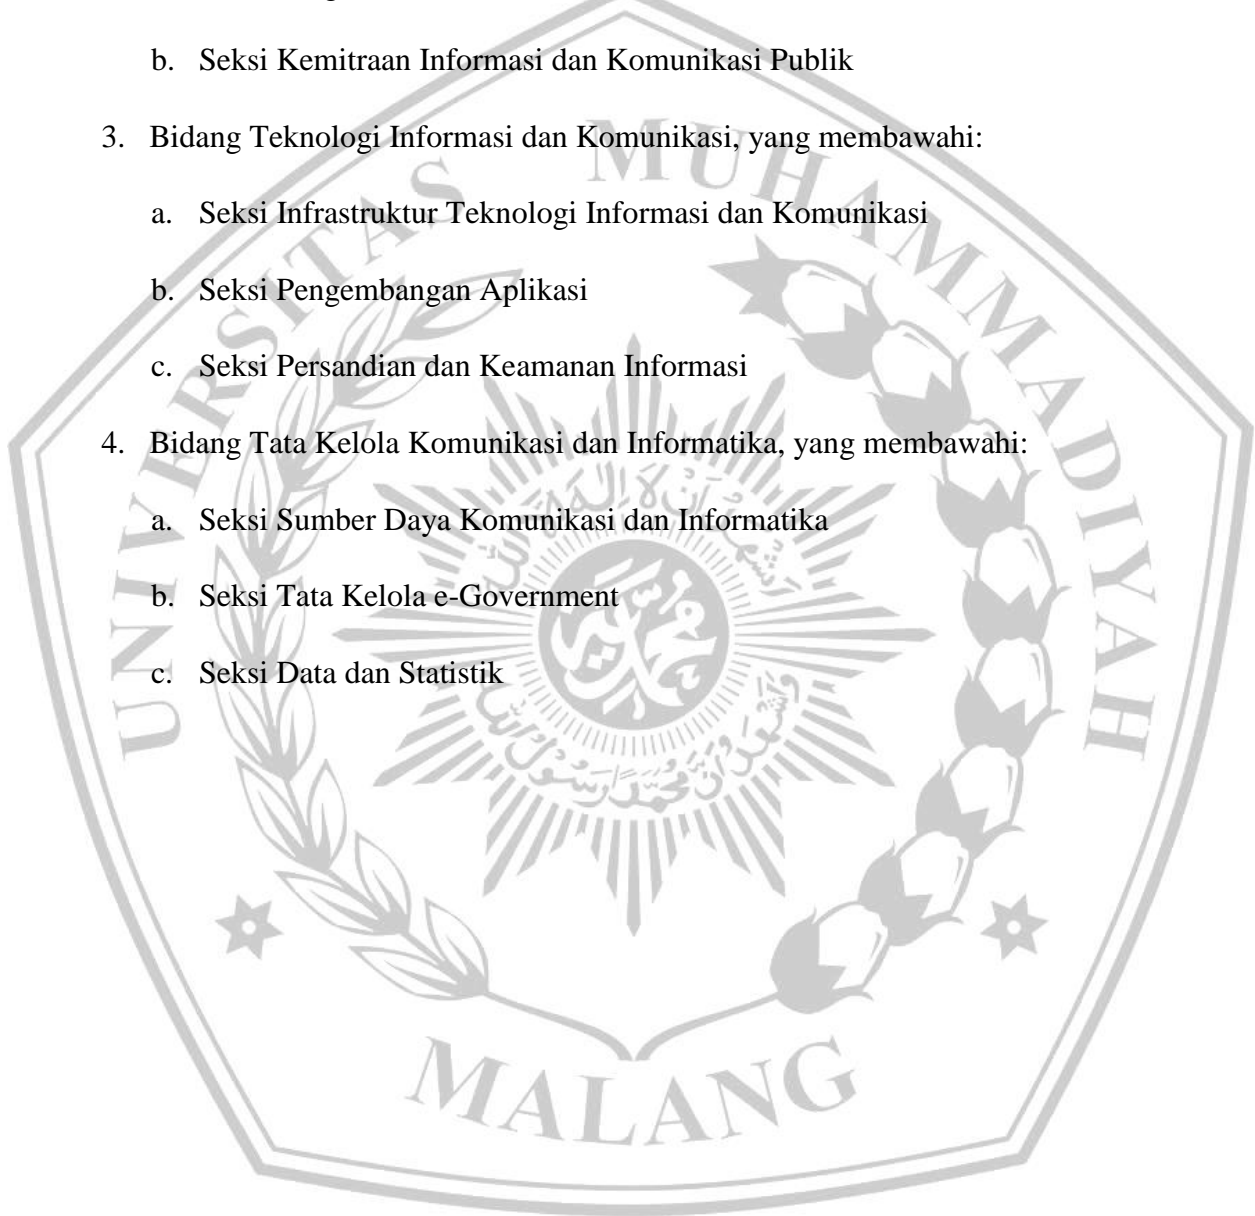 b. Seksi Kemitraan Informasi dan Komunikasi Publik
3. Bidang Teknologi Informasi dan Komunikasi, yang membawahi:
a. Seksi Infrastruktur Teknologi Informasi dan Komunikasi
b. Seksi Pengembangan Aplikasi
c. Seksi Persandian dan Keamanan Informasi
4. Bidang Tata Kelola Komunikasi dan Informatika, yang membawahi:
a. Seksi Sumber Daya Komunikasi dan Informatika
b. Seksi Tata Kelola e-Government
c. Seksi Data dan Statistik
UNIVERSITAS MUHAMMADIYAH
MALANG